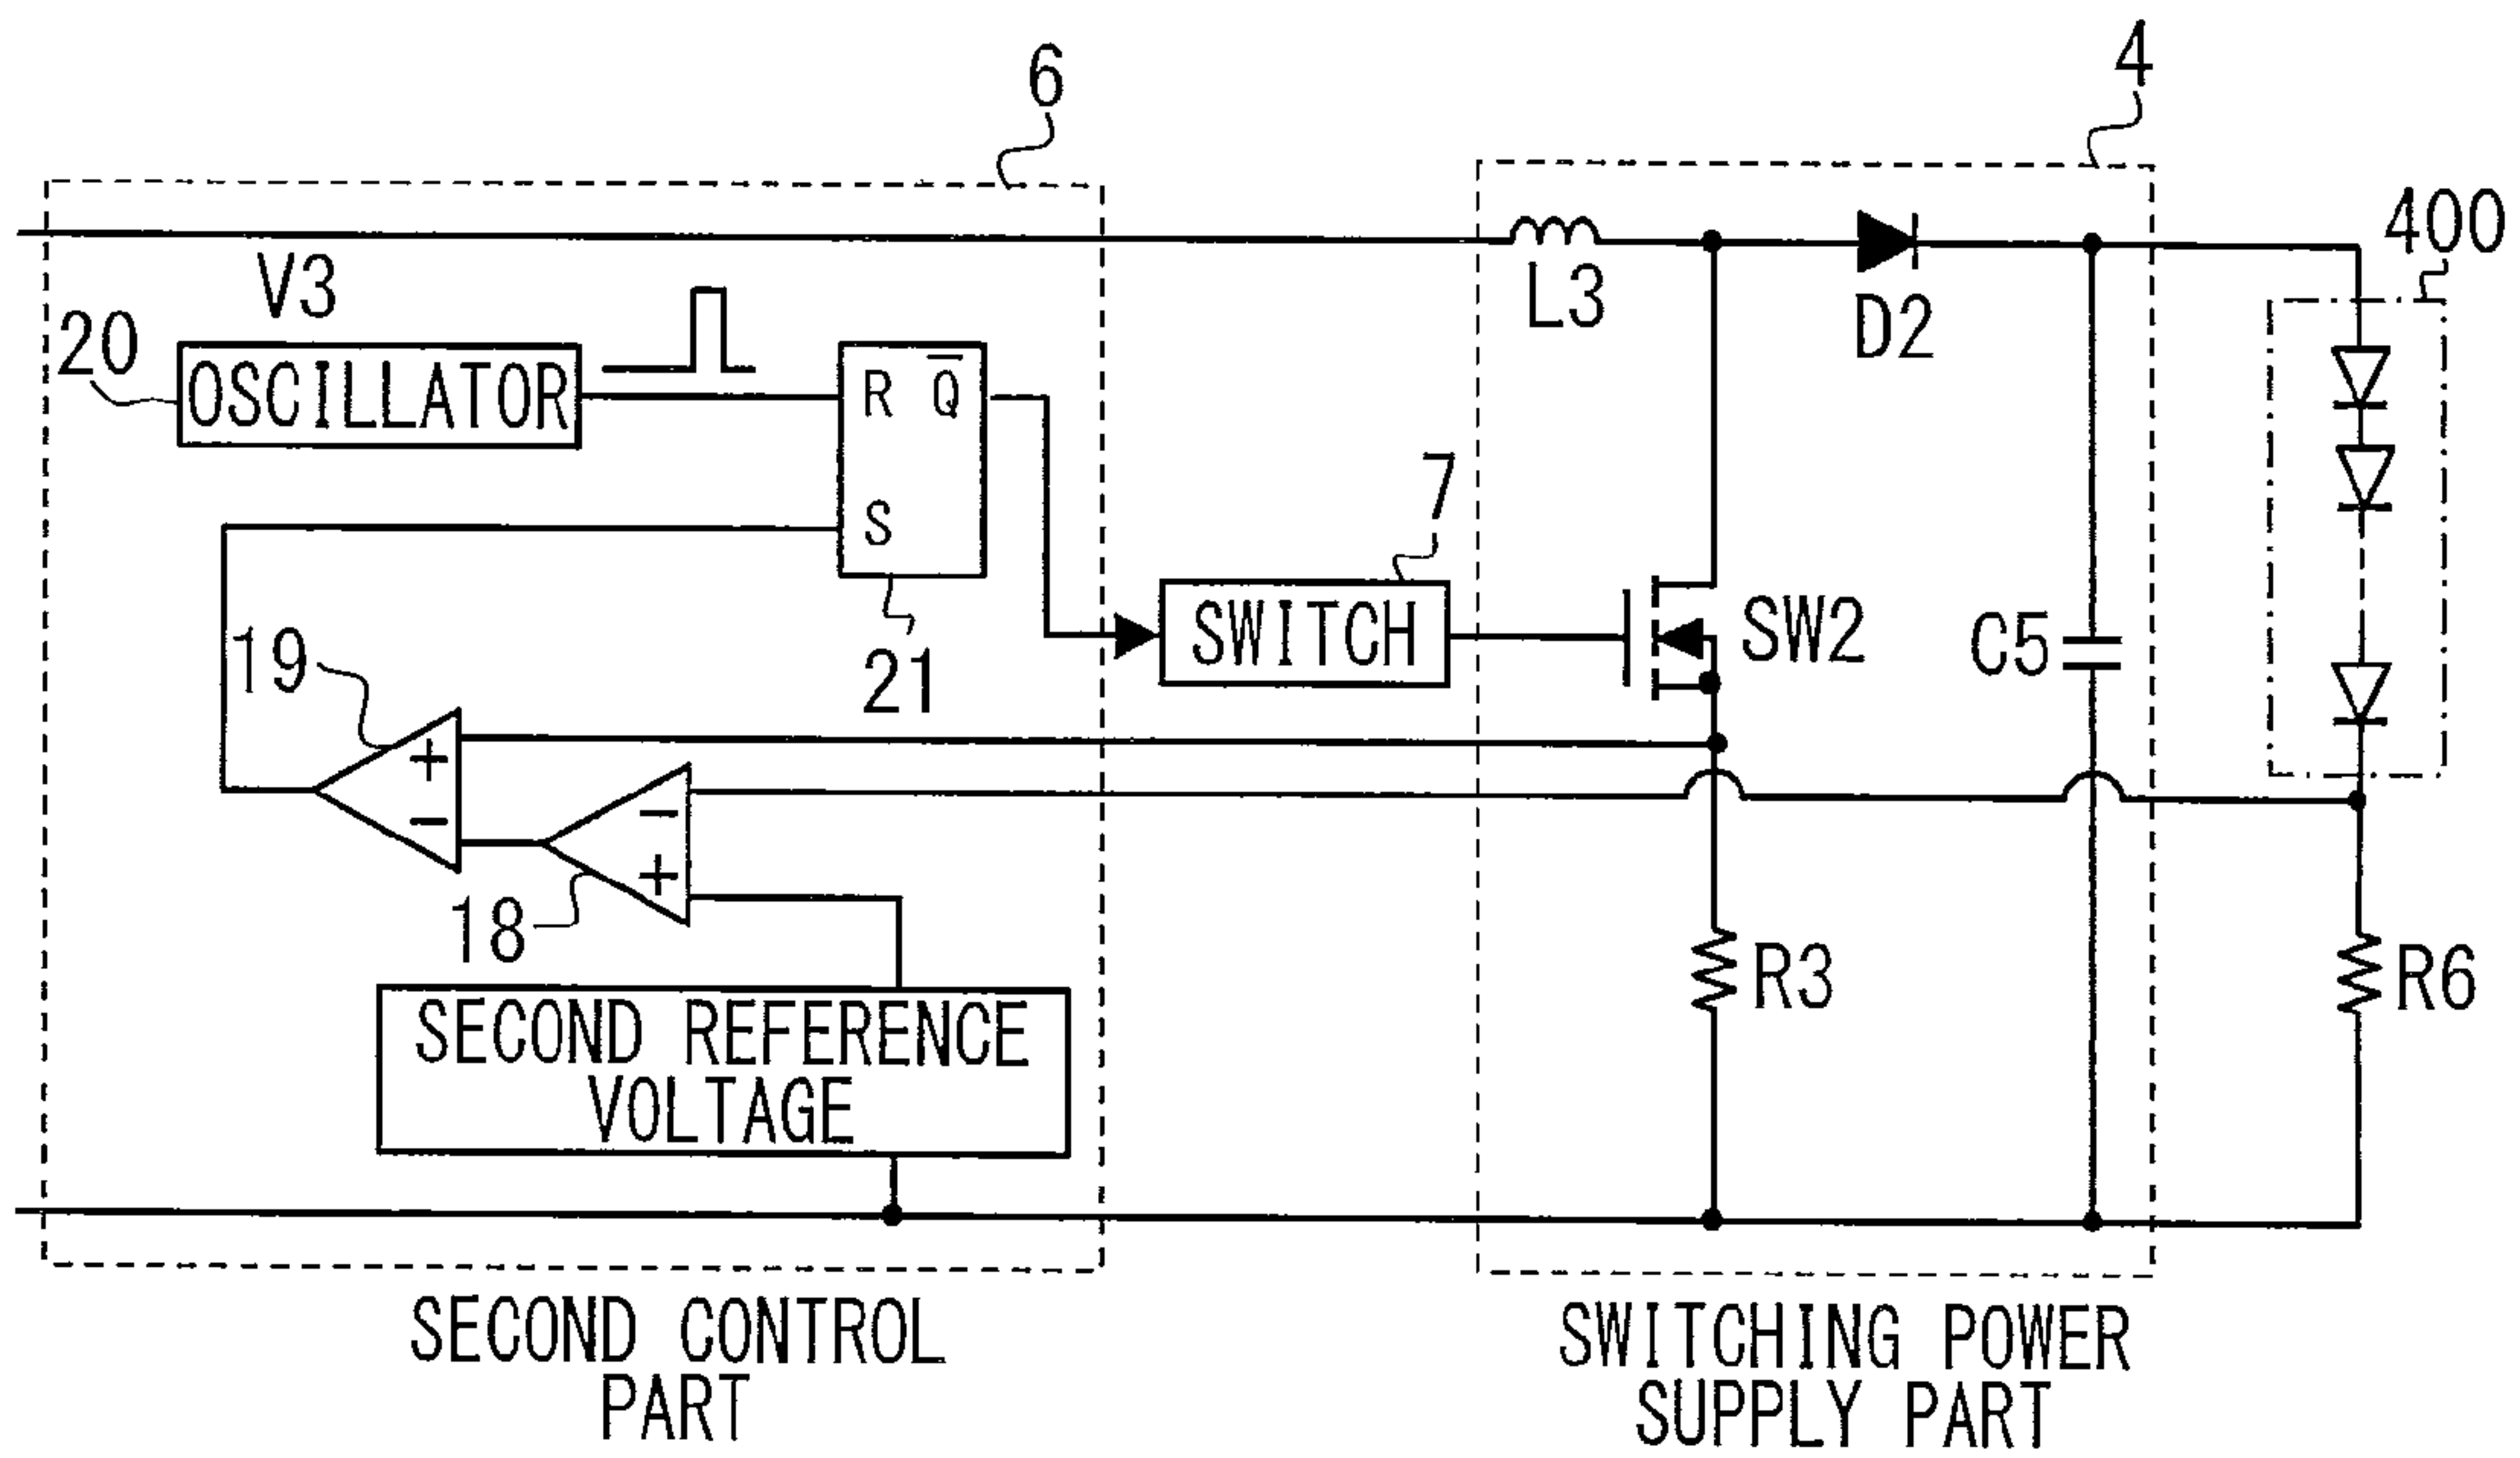 6
4
400
V3
L3
D2
20
OSCILLATOR
R Q̅
S
7
SWITCH
SW2
C5
19
21
+
−
−
+
18
R3
R6
SECOND REFERENCE
VOLTAGE
SECOND CONTROL
PART
SWITCHING POWER
SUPPLY PART